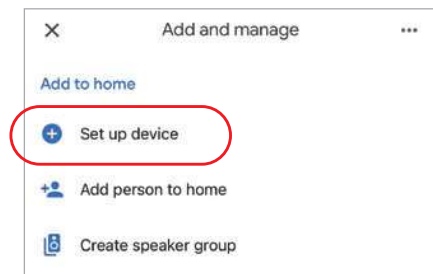 Add and manage
Add to home
Set up device
Add person to home
Create speaker group